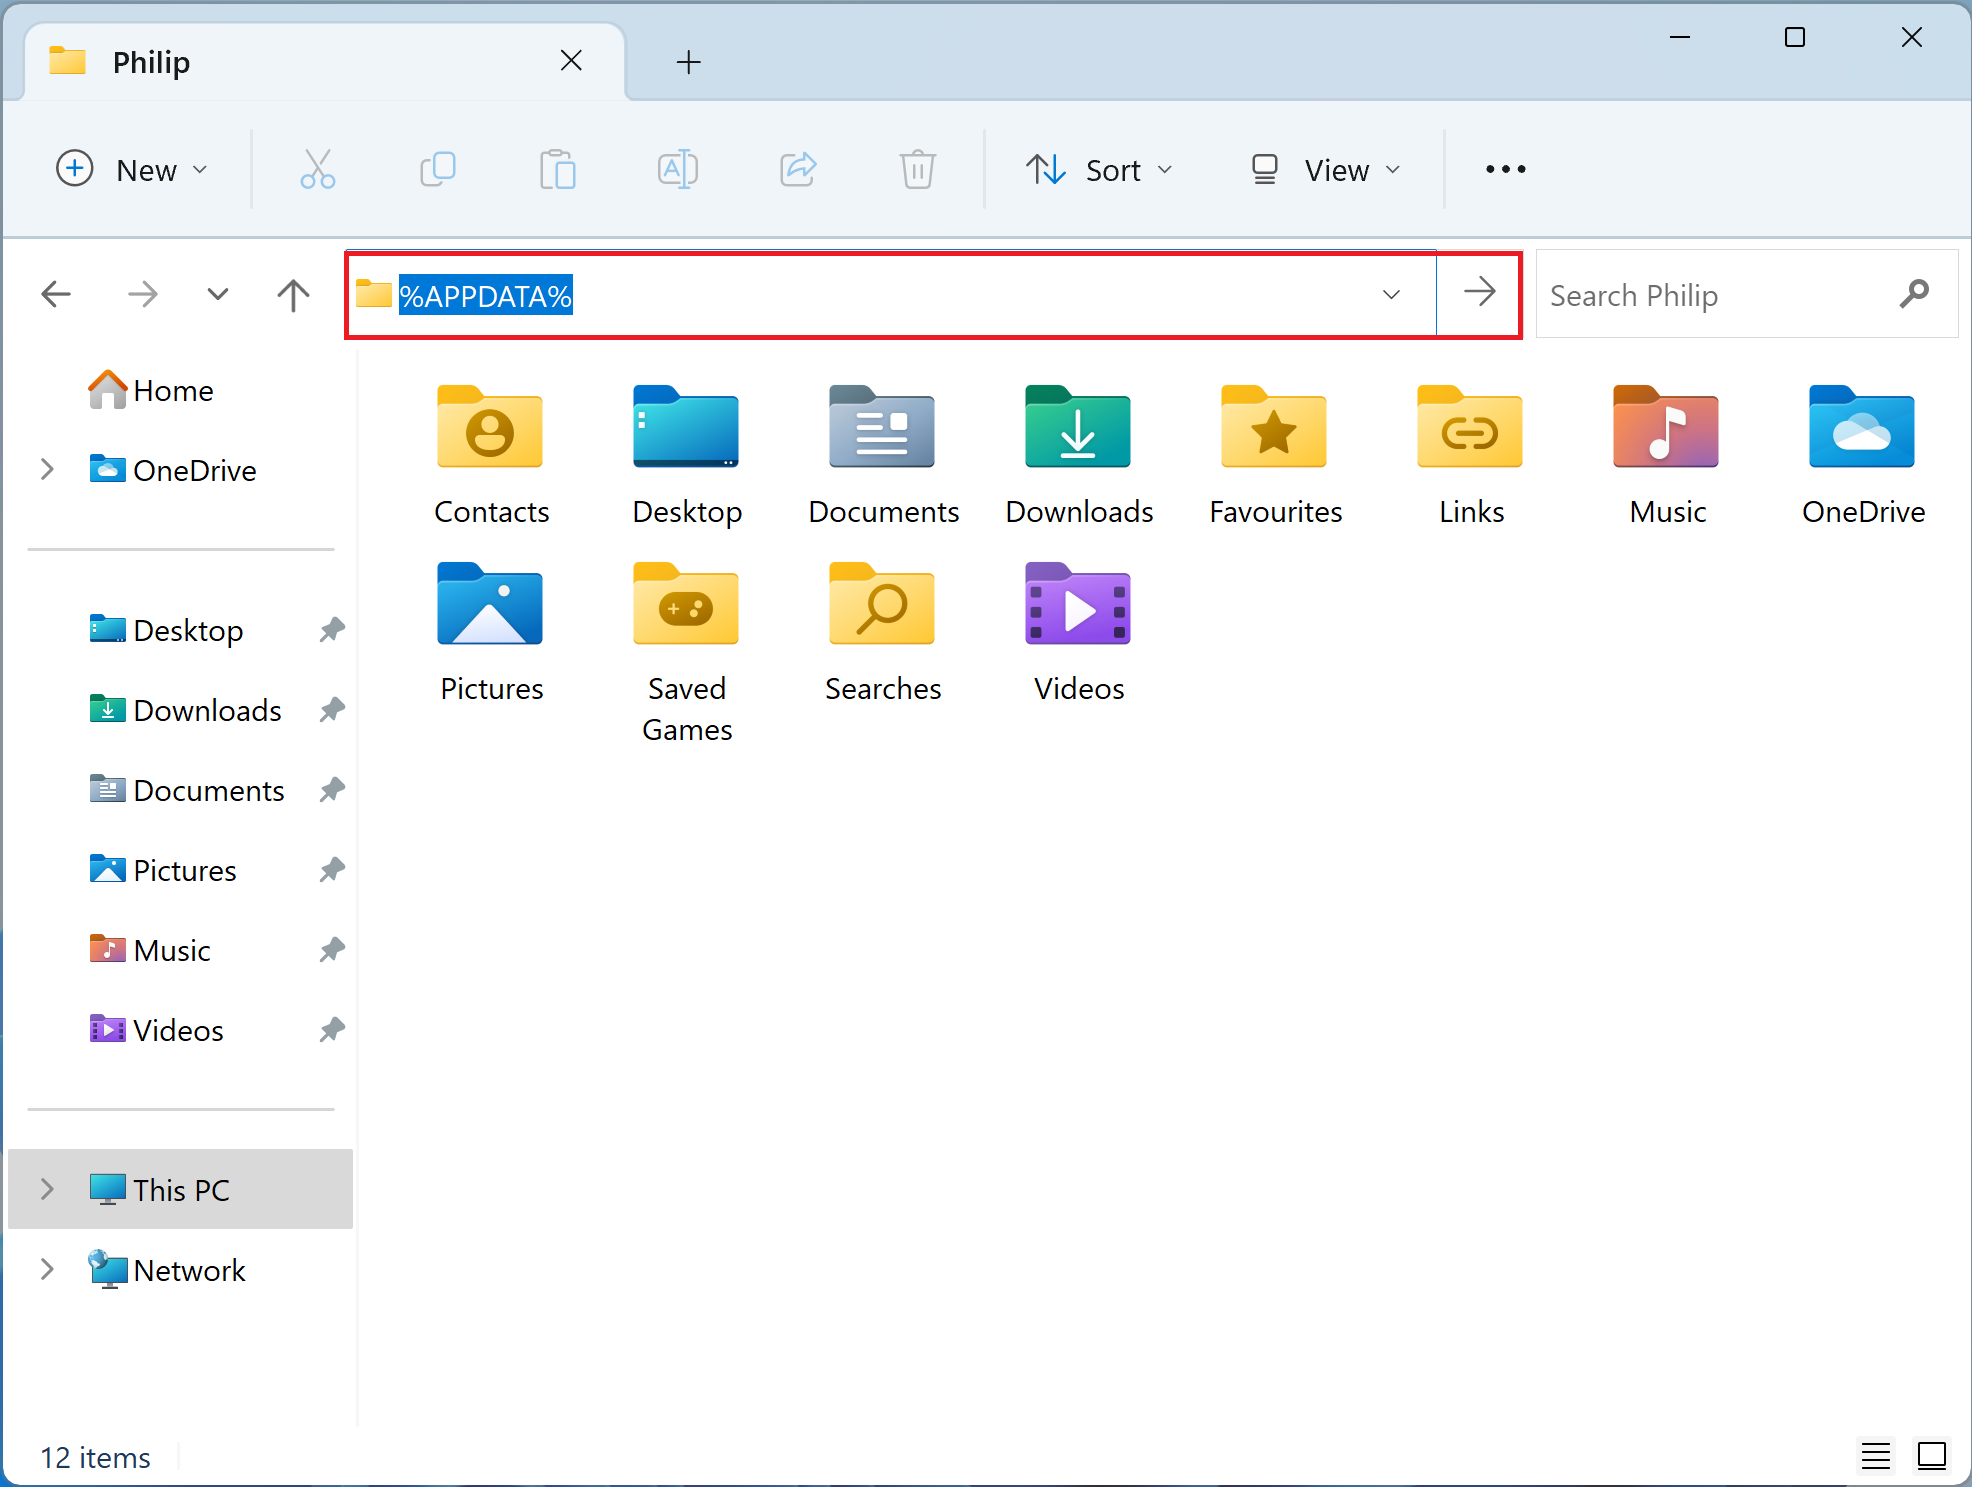 Philip
New
Sort
View
%APPDATA%
Search Philip
Home
OneDrive
Desktop
Downloads
Documents
Pictures
Music
Videos
This PC
Network
Contacts
Desktop
Documents
Downloads
Favourites
Links
Music
OneDrive
Pictures
Saved
Games
Searches
Videos
12 items